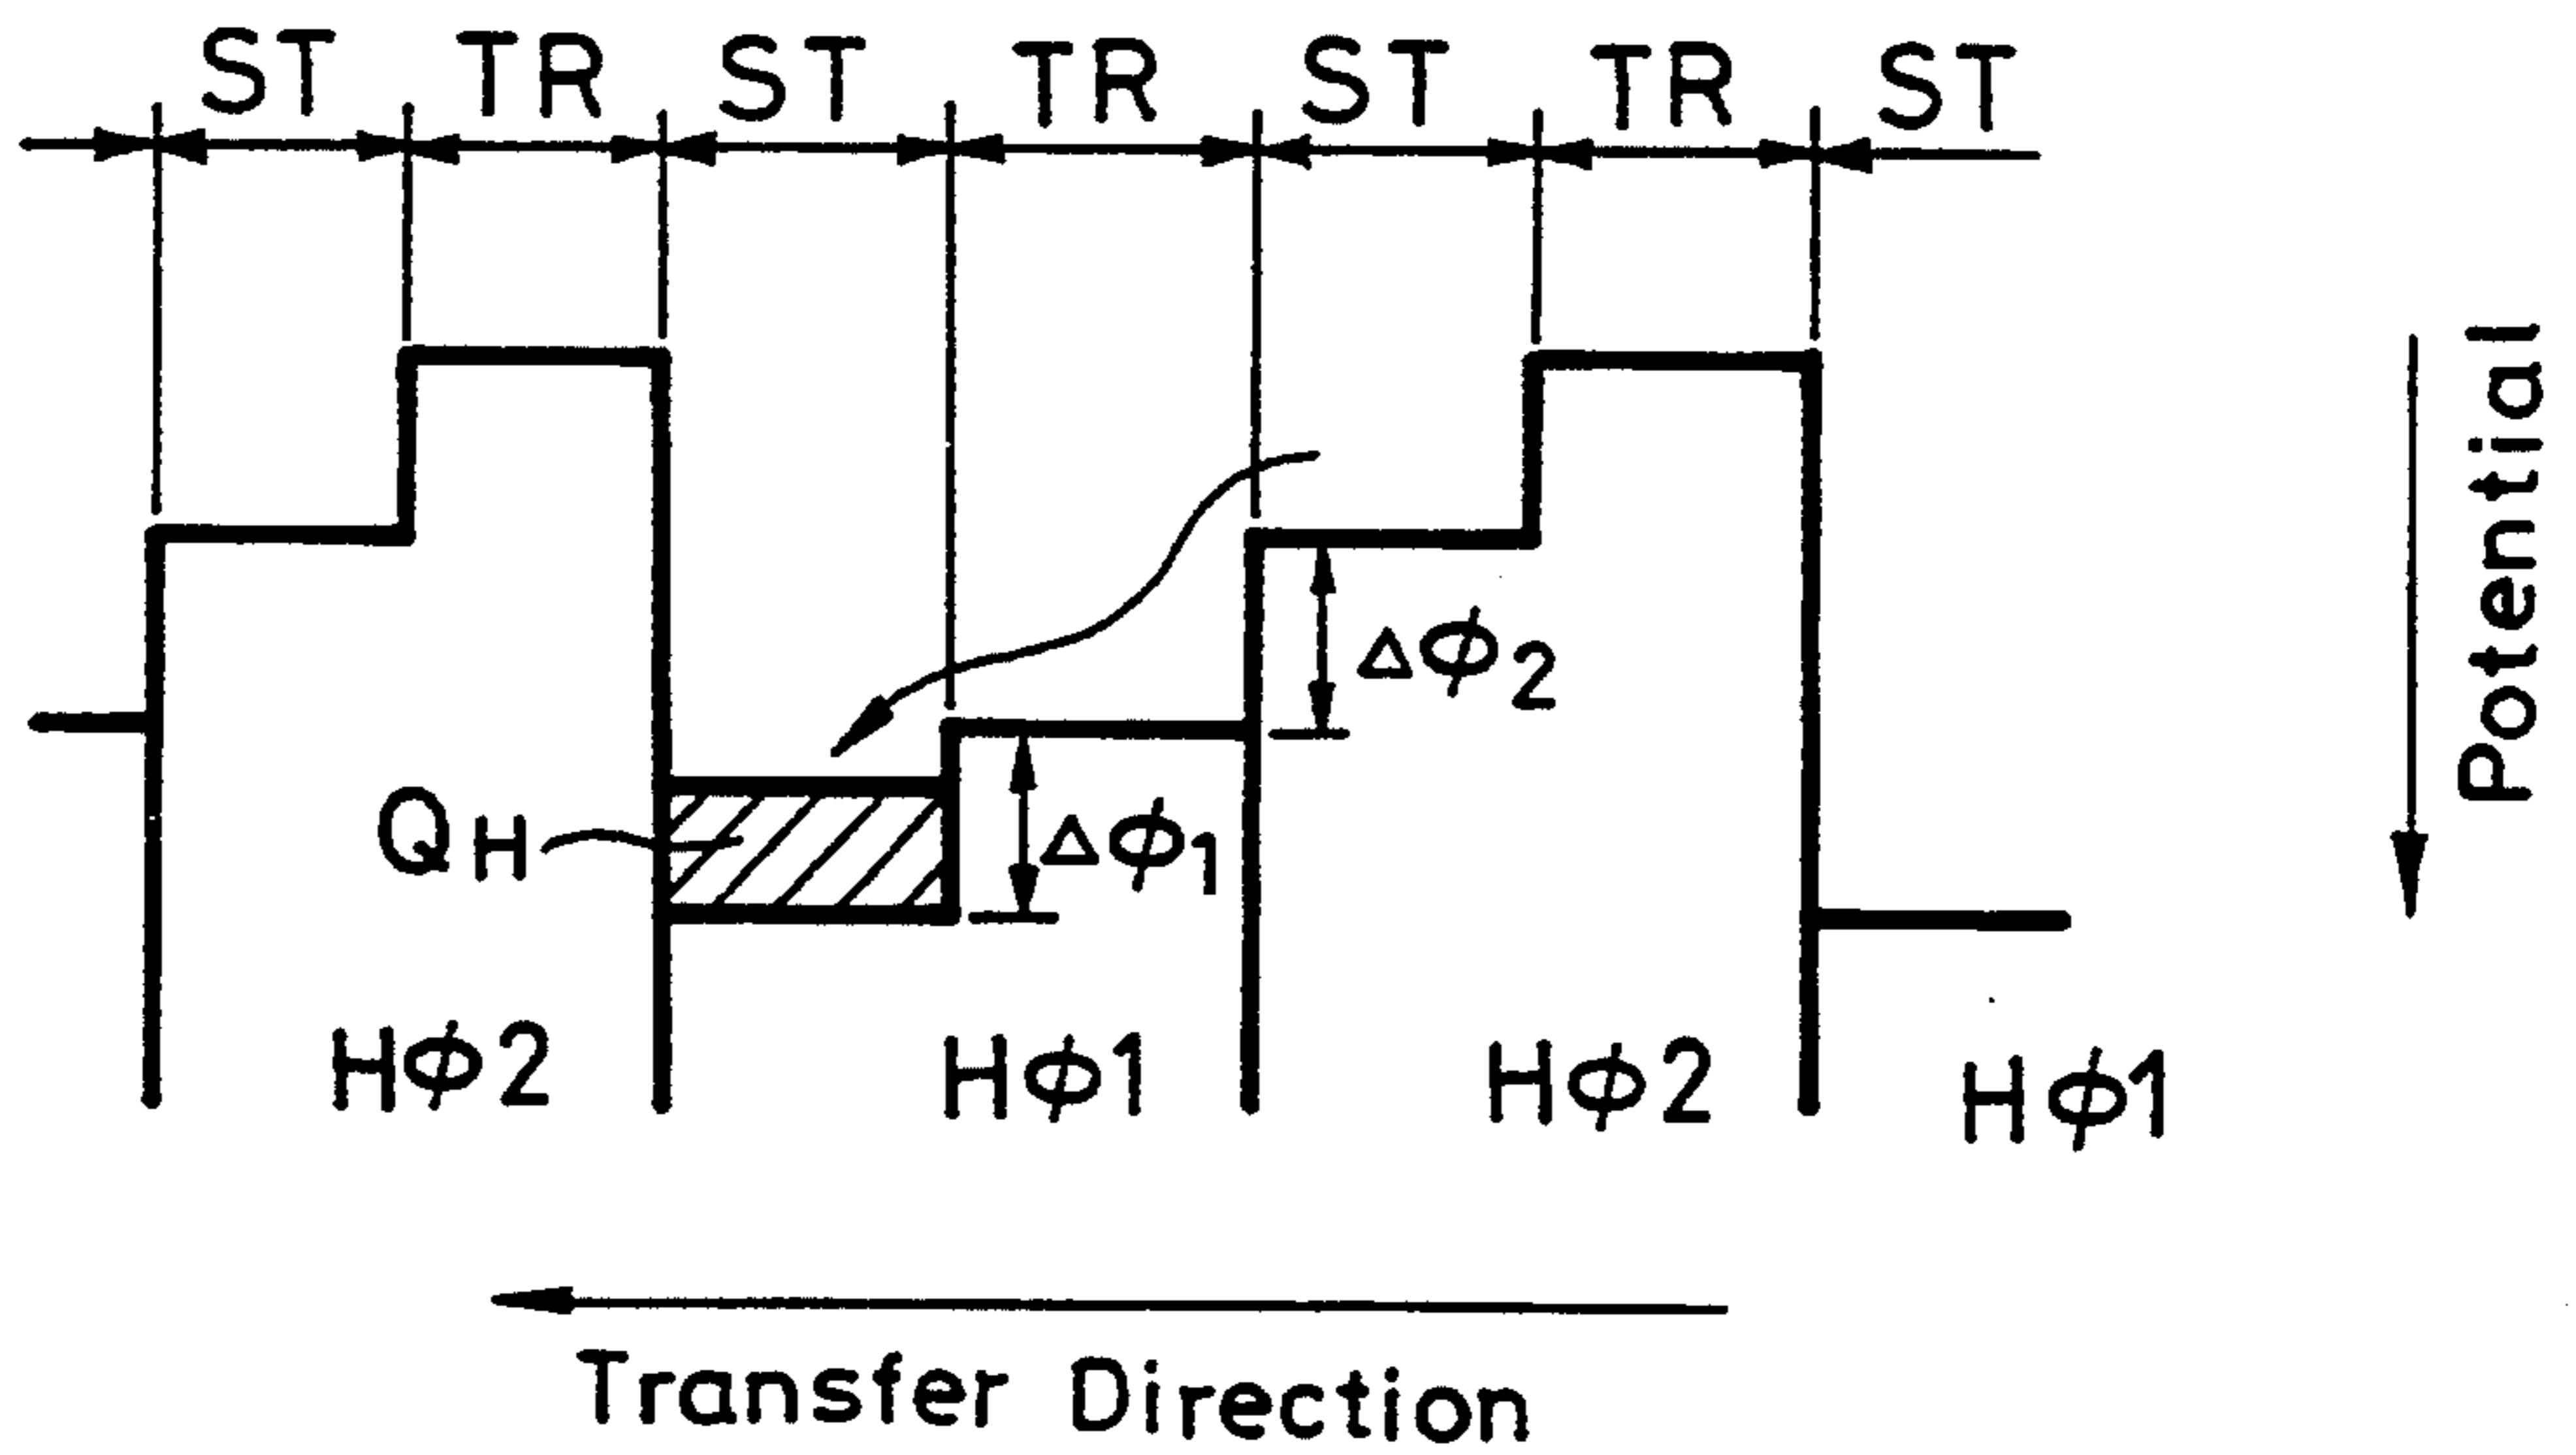 ST TR ST TR ST TR ST
Potential
Δϕ2
QH
Δϕ1
Hϕ2 Hϕ1 Hϕ2 Hϕ1
Transfer Direction